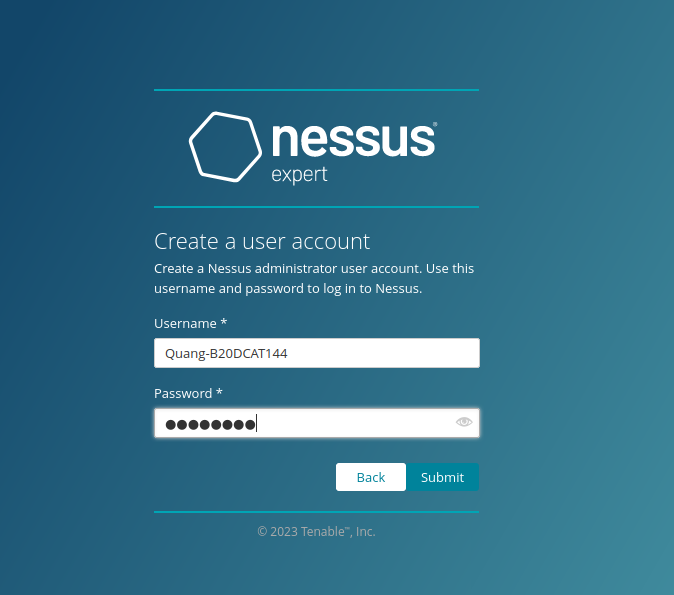 nessus®
expert
Create a user account
Create a Nessus administrator user account. Use this
username and password to log in to Nessus.
Username *
Quang-B20DCAT144
Password *
●●●●●●●●
Back Submit
© 2023 Tenable™, Inc.